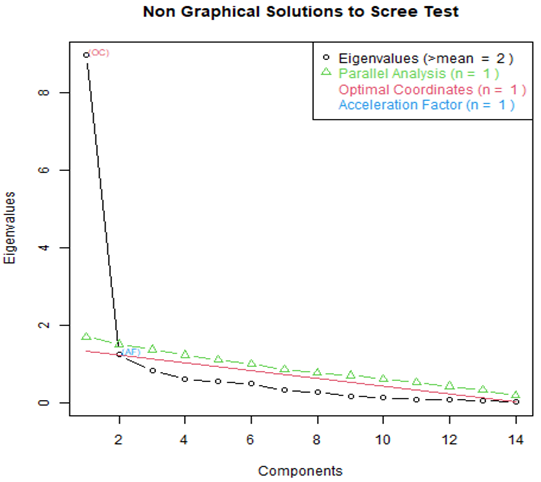 Non Graphical Solutions to Scree Test
Eigenvalues (>mean = 2 )
Parallel Analysis (n = 1 )
Optimal Coordinates (n = 1 )
Acceleration Factor (n = 1 )
(OC)
(AF)
Eigenvalues
8
6
4
2
0
2 4 6 8 10 12 14
Components